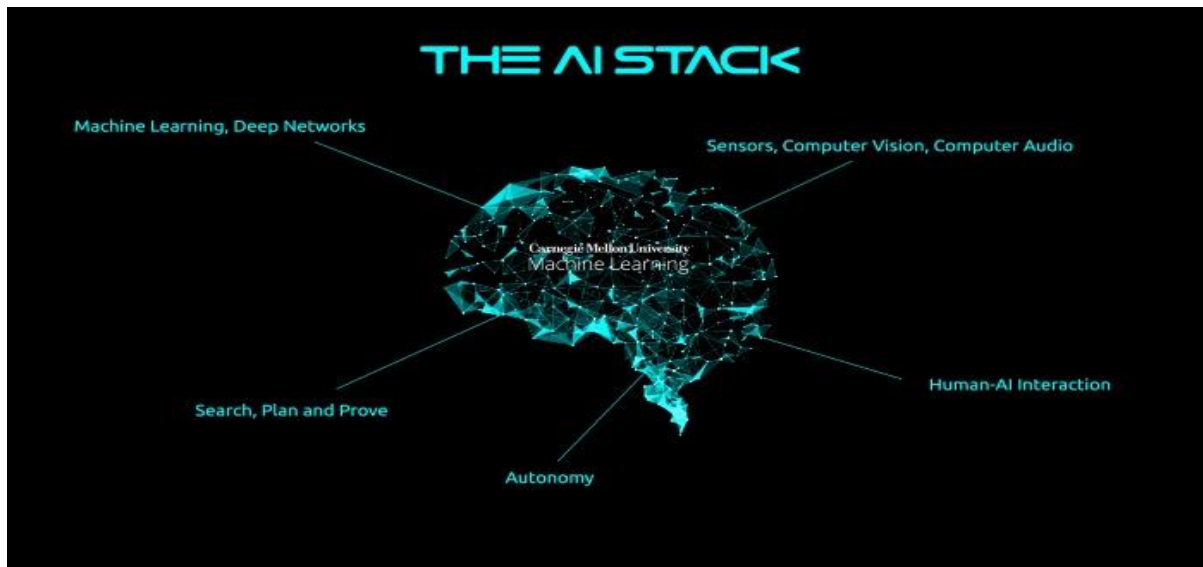 THE AI STACK
Machine Learning, Deep Networks
Sensors, Computer Vision, Computer Audio
Carnegie Mellon University
Machine Learning
Human-AI Interaction
Search, Plan and Prove
Autonomy